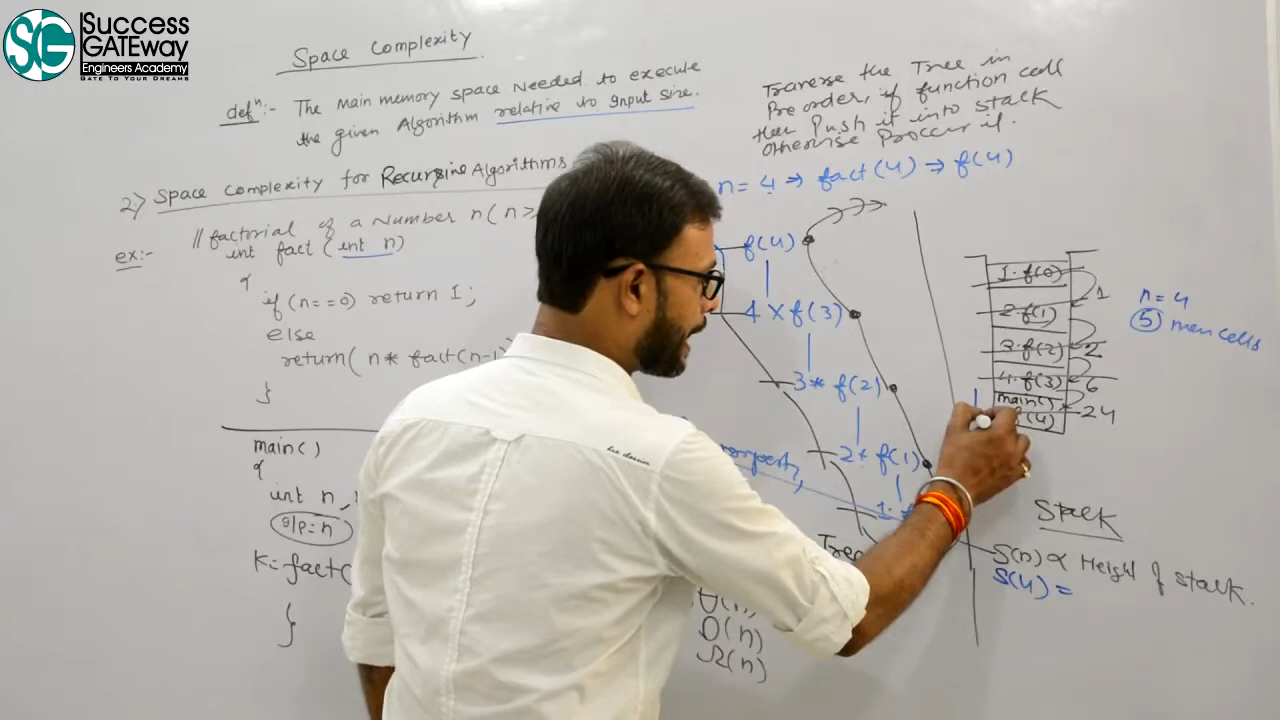 Success
GATEway
Engineers Academy
GATE TO YOUR DREAMS
Space Complexity
defn:- The main memory space Needed to execute
the given Algorithm relative to Input size.
2) Space complexity for Recursive Algorithms
ex:- // factorial of a Number n(n>
int fact (int n)
{
if (n==0) return 1;
else
return( n* fact(n-1)
}
main()
{
int n,
I/P=n
K=fact(
}
Traverse the Tree in
Preorder, if function call
then Push it into Stack
otherwise Process it.
n = 4 ⇒ fact(4) ⇒ f(4)
f(4)
4 × f(3)
3* f(2)
2* f(1)
1.
Tree
θ(n)
O(n)
Ω(n)
1.f(0)
2.f(1)
3.f(2)
4.f(3)
main()
f(4)
1
2
6
24
n=4
5 mem cells
Stack
S(n) ∝ Height of stack.
S(4) =